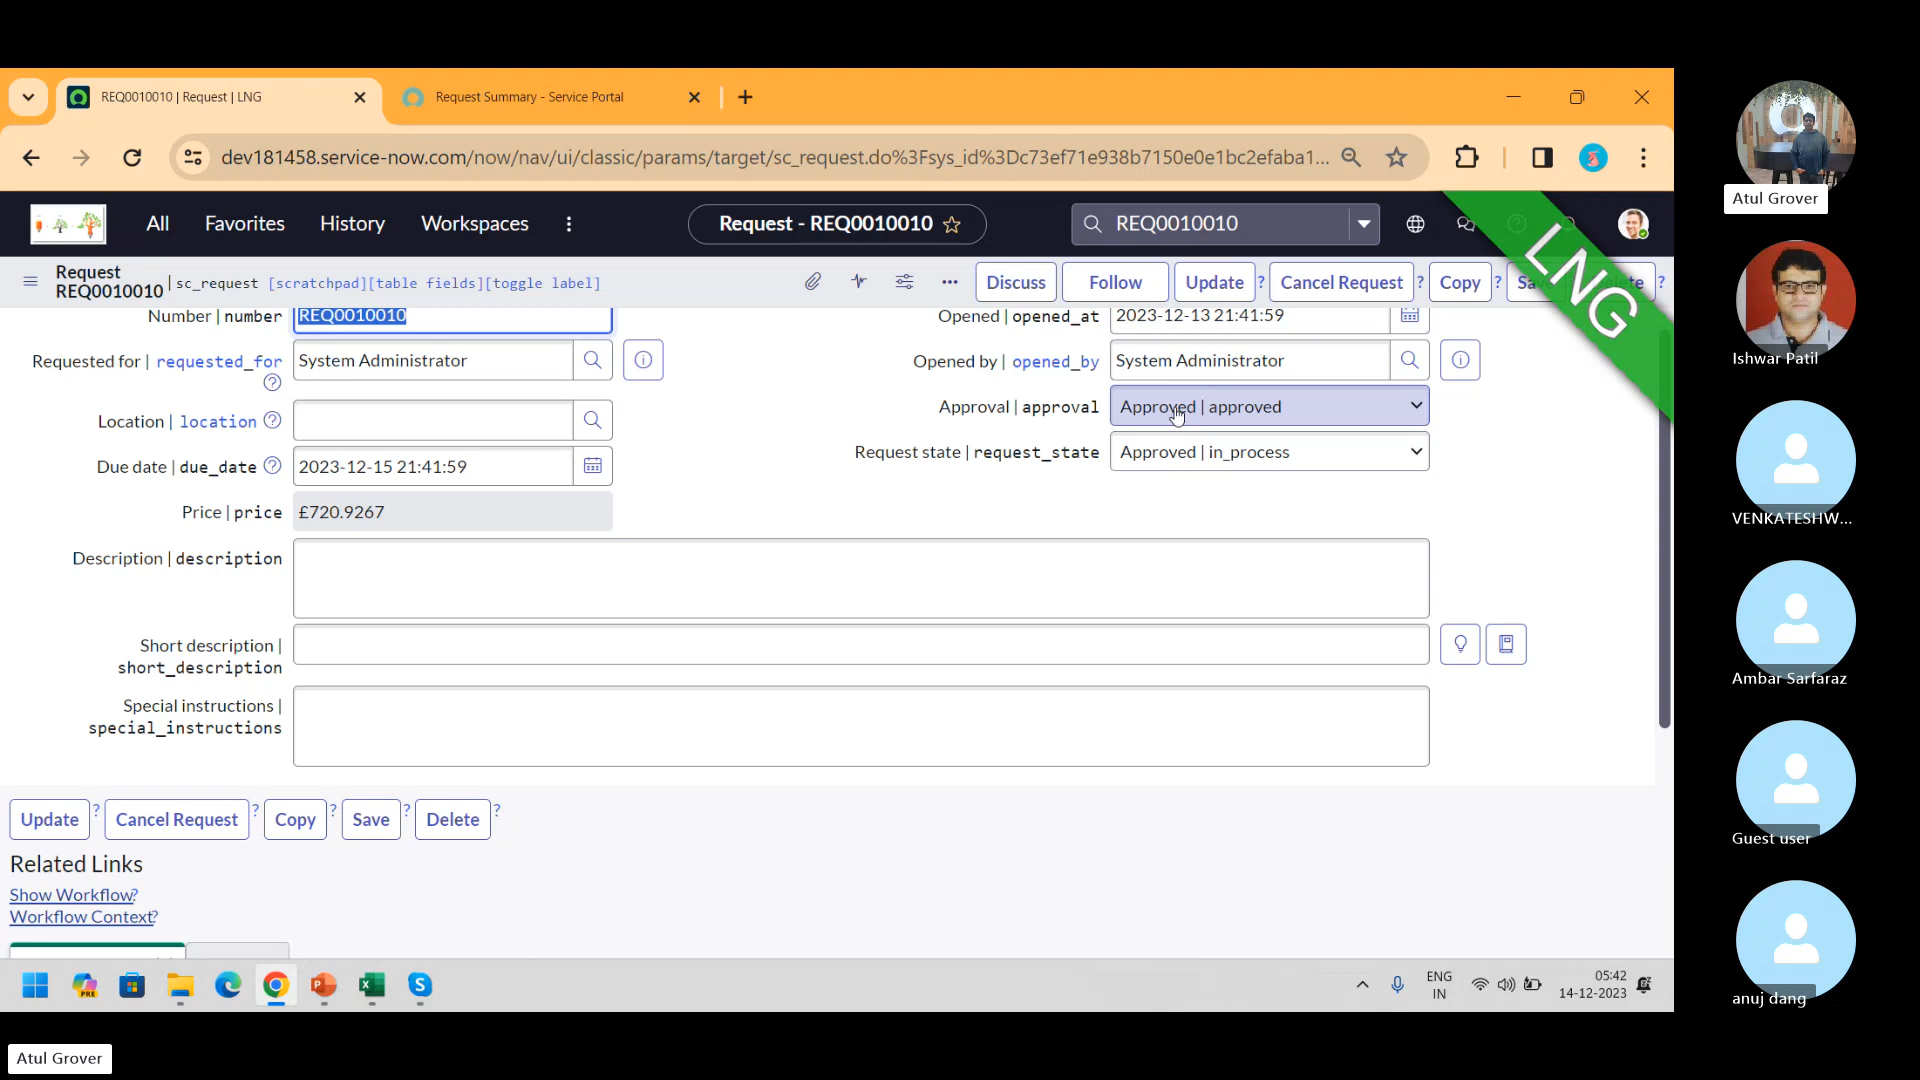 REQ0010010 | Request | LNG
Request Summary - Service Portal
dev181458.service-now.com/now/nav/ui/classic/params/target/sc_request.do%3Fsys_id%3Dc73ef71e938b7150e0e1bc2efaba1...
All Favorites History Workspaces
Request - REQ0010010
REQ0010010
LNG
Request
REQ0010010 | sc_request [scratchpad][table fields][toggle label]
Discuss Follow Update ? Cancel Request ? Copy ? ?
Number | number REQ0010010
Opened | opened_at 2023-12-13 21:41:59
Requested for | requested_for System Administrator
Opened by | opened_by System Administrator
Approval | approval Approved | approved
Location | location
Request state | request_state Approved | in_process
Due date | due_date 2023-12-15 21:41:59
Price | price £720.9267
Description | description
Short description |
short_description
Special instructions |
special_instructions
Update ? Cancel Request ? Copy ? Save ? Delete ?
Related Links
Show Workflow?
Workflow Context?
PRE
ENG
IN
05:42
14-12-2023
Atul Grover
Ishwar Patil
VENKATESHW...
Ambar Sarfaraz
Guest user
anuj dang
Atul Grover